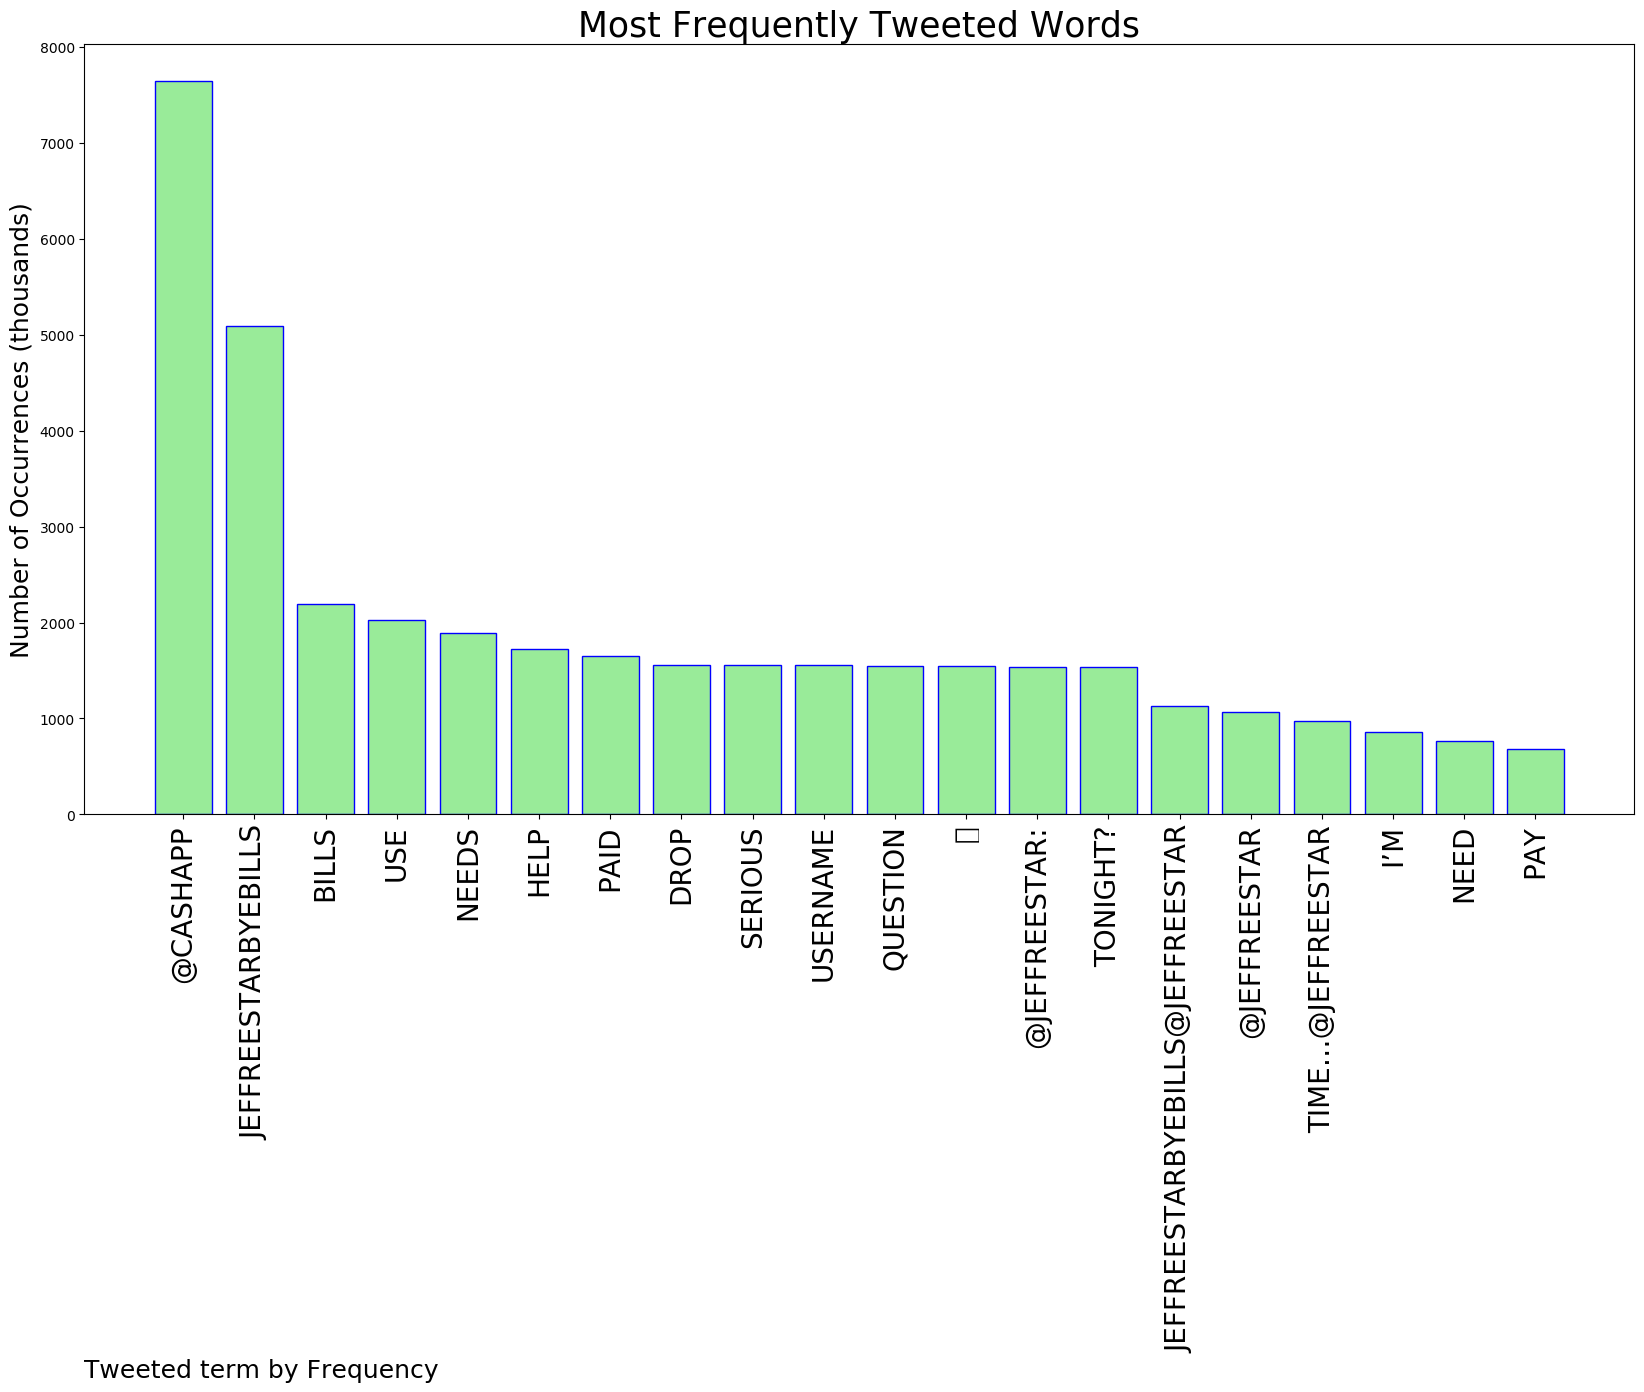 Most Frequently Tweeted Words
Number of Occurrences (thousands)
8000
7000
6000
5000
4000
3000
2000
1000
0
@CASHAPP
JEFFREESTARBYEBILLS
BILLS
USE
NEEDS
HELP
PAID
DROP
SERIOUS
USERNAME
QUESTION
@JEFFREESTAR:
TONIGHT?
JEFFREESTARBYEBILLS@JEFFREESTAR
@JEFFREESTAR
TIME…@JEFFREESTAR
I’M
NEED
PAY
Tweeted term by Frequency